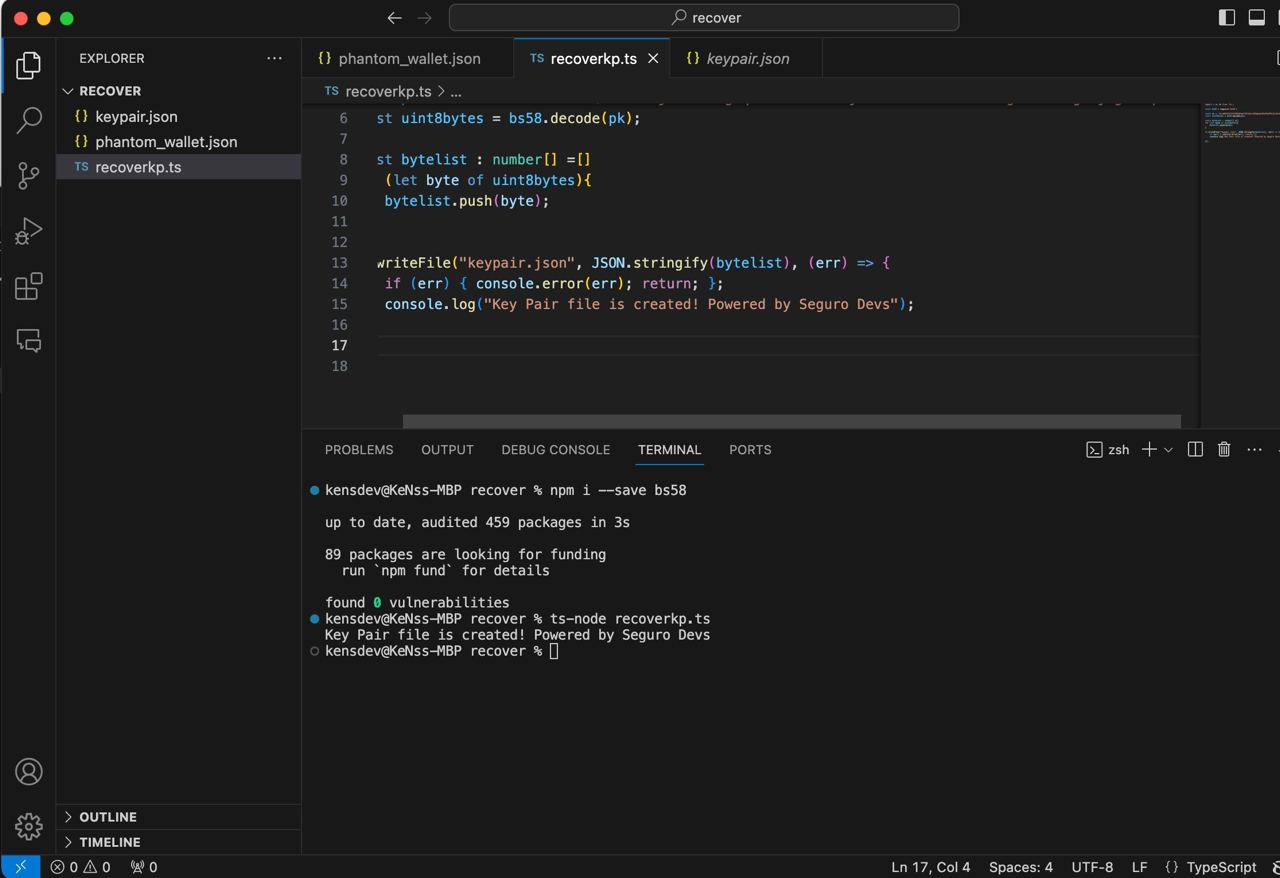 recover
EXPLORER
RECOVER
{} keypair.json
{} phantom_wallet.json
TS recoverkp.ts
OUTLINE
TIMELINE
{} phantom_wallet.json
TS recoverkp.ts
{} keypair.json
TS recoverkp.ts > ...
6 st uint8bytes = bs58.decode(pk);
7
8 st bytelist : number[] =[]
9 (let byte of uint8bytes){
10 bytelist.push(byte);
11
12
13 writeFile("keypair.json", JSON.stringify(bytelist), (err) => {
14 if (err) { console.error(err); return; };
15 console.log("Key Pair file is created! Powered by Seguro Devs");
16
17
18
PROBLEMS OUTPUT DEBUG CONSOLE TERMINAL PORTS
zsh
kensdev@KeNss-MBP recover % npm i --save bs58
up to date, audited 459 packages in 3s
89 packages are looking for funding
run `npm fund` for details
found 0 vulnerabilities
kensdev@KeNss-MBP recover % ts-node recoverkp.ts
Key Pair file is created! Powered by Seguro Devs
kensdev@KeNss-MBP recover %
0 0 0
Ln 17, Col 4 Spaces: 4 UTF-8 LF {} TypeScript